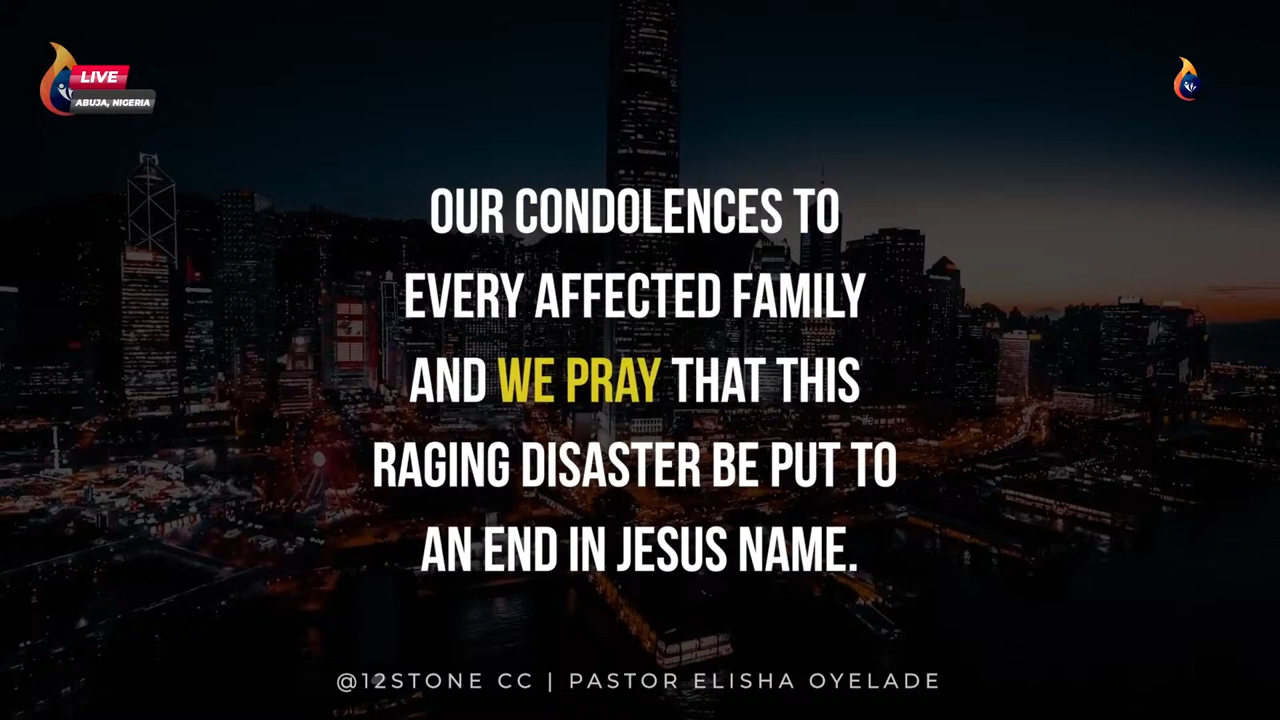 LIVE
ABUJA, NIGERIA
OUR CONDOLENCES TO
EVERY AFFECTED FAMILY
AND WE PRAY THAT THIS
RAGING DISASTER BE PUT TO
AN END IN JESUS NAME.
@12STONE CC | PASTOR ELISHA OYELADE